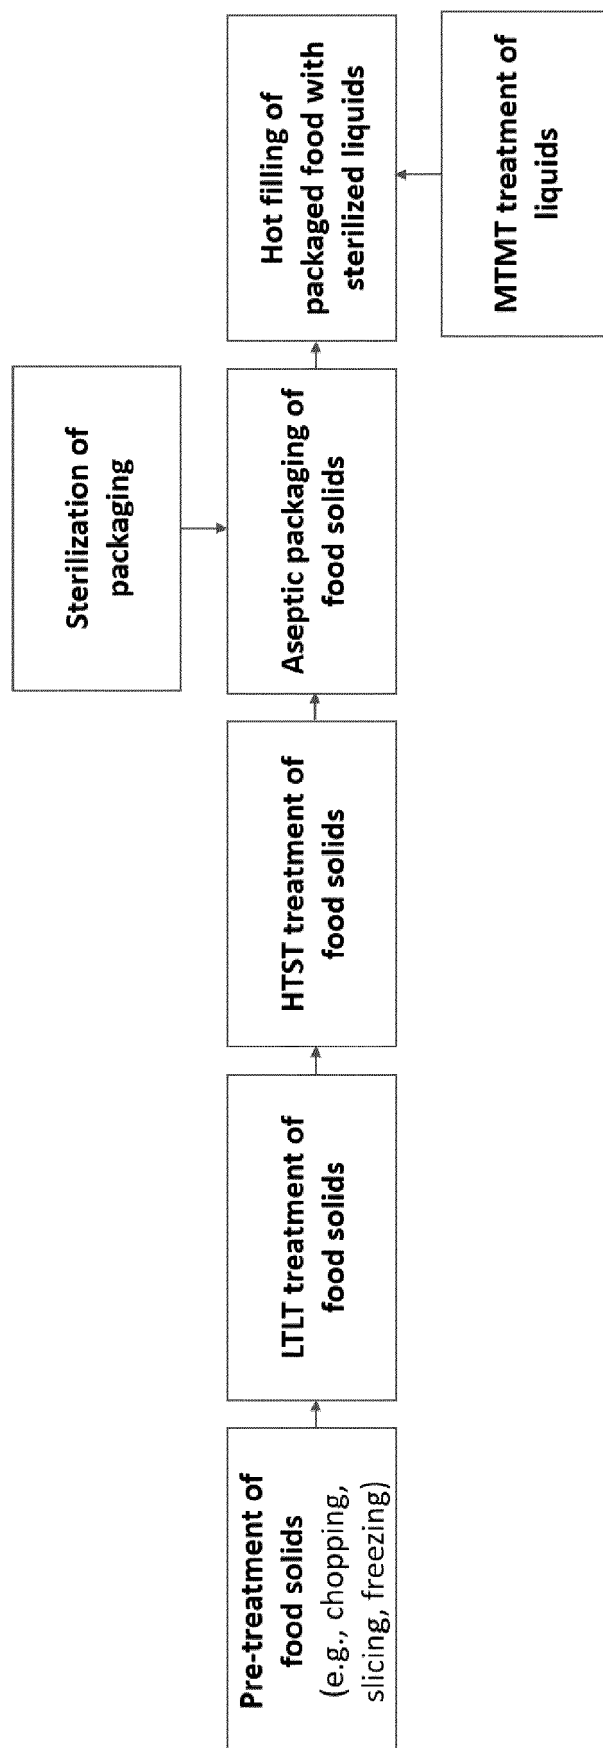 Pre-treatment of
food solids
(e.g., chopping,
slicing, freezing)
LTLT treatment of
food solids
HTST treatment of
food solids
Sterilization of
packaging
Aseptic packaging of
food solids
Hot filling of
packaged food with
sterilized liquids
MTMT treatment of
liquids